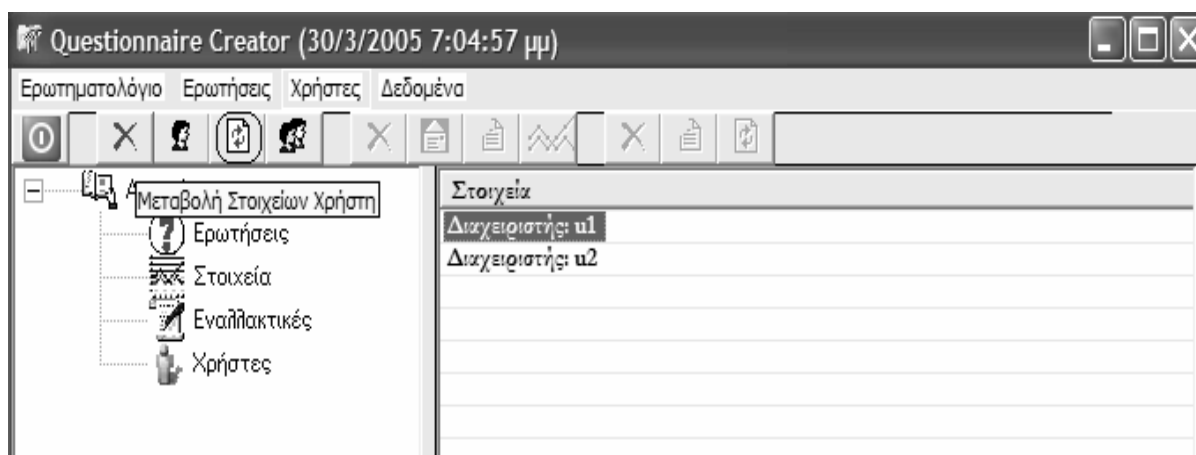 Questionnaire Creator (30/3/2005 7:04:57 μμ)
Ερωτηματολόγιο Ερωτήσεις Χρήστες Δεδομένα
Μεταβολή Στοιχείων Χρήστη
Ερωτήσεις
Στοιχεία
Εναλλακτικές
Χρήστες
Στοιχεία
Διαχειριστής: u1
Διαχειριστής: u2